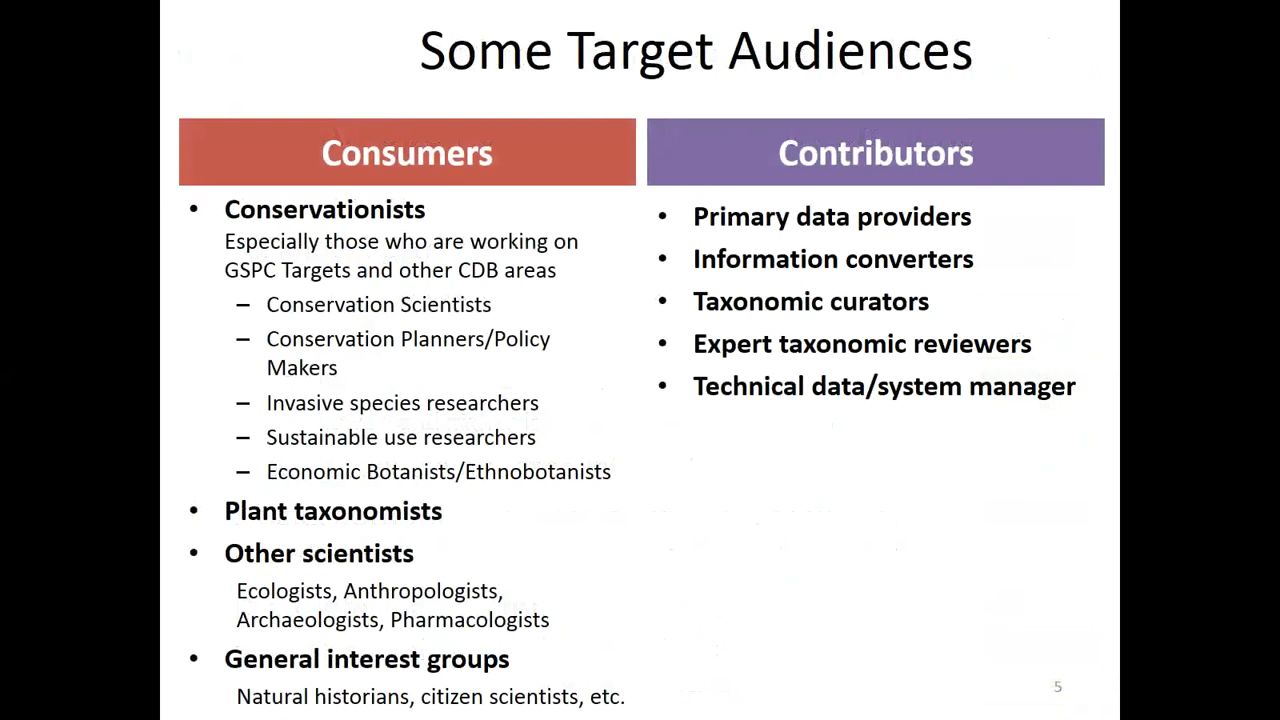 Some Target Audiences
Consumers
• Conservationists
Especially those who are working on
GSPC Targets and other CDB areas
– Conservation Scientists
– Conservation Planners/Policy
Makers
– Invasive species researchers
– Sustainable use researchers
– Economic Botanists/Ethnobotanists
• Plant taxonomists
• Other scientists
Ecologists, Anthropologists,
Archaeologists, Pharmacologists
• General interest groups
Natural historians, citizen scientists, etc.
Contributors
• Primary data providers
• Information converters
• Taxonomic curators
• Expert taxonomic reviewers
• Technical data/system manager
5